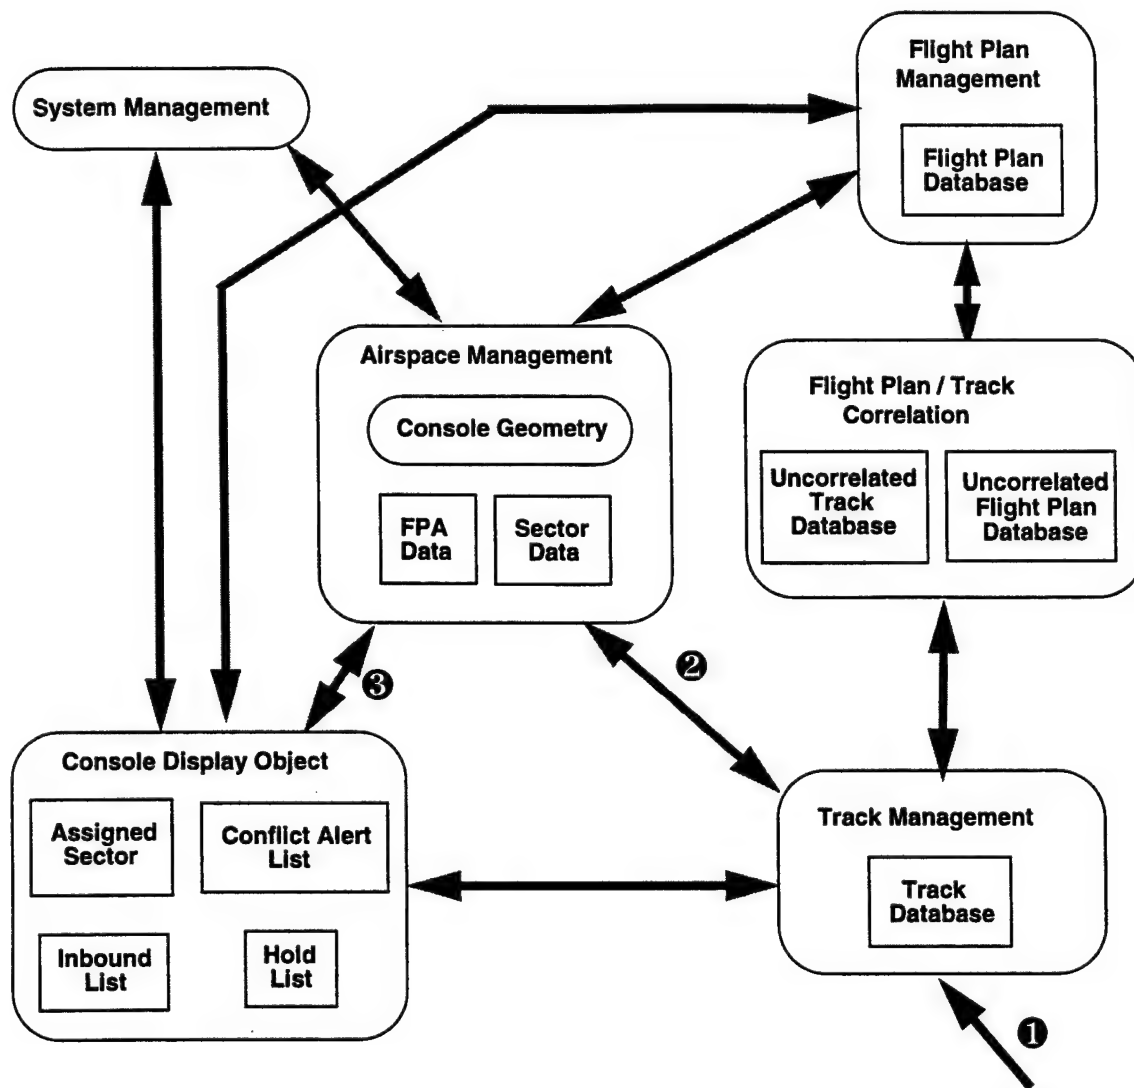 Flight Plan
Management
System Management
Flight Plan
Database
Airspace Management
Console Geometry
FPA
Data
Sector
Data
Flight Plan / Track
Correlation
Uncorrelated
Track
Database
Uncorrelated
Flight Plan
Database
❸
❷
Console Display Object
Assigned
Sector
Conflict Alert
List
Inbound
List
Hold
List
Track Management
Track
Database
❶